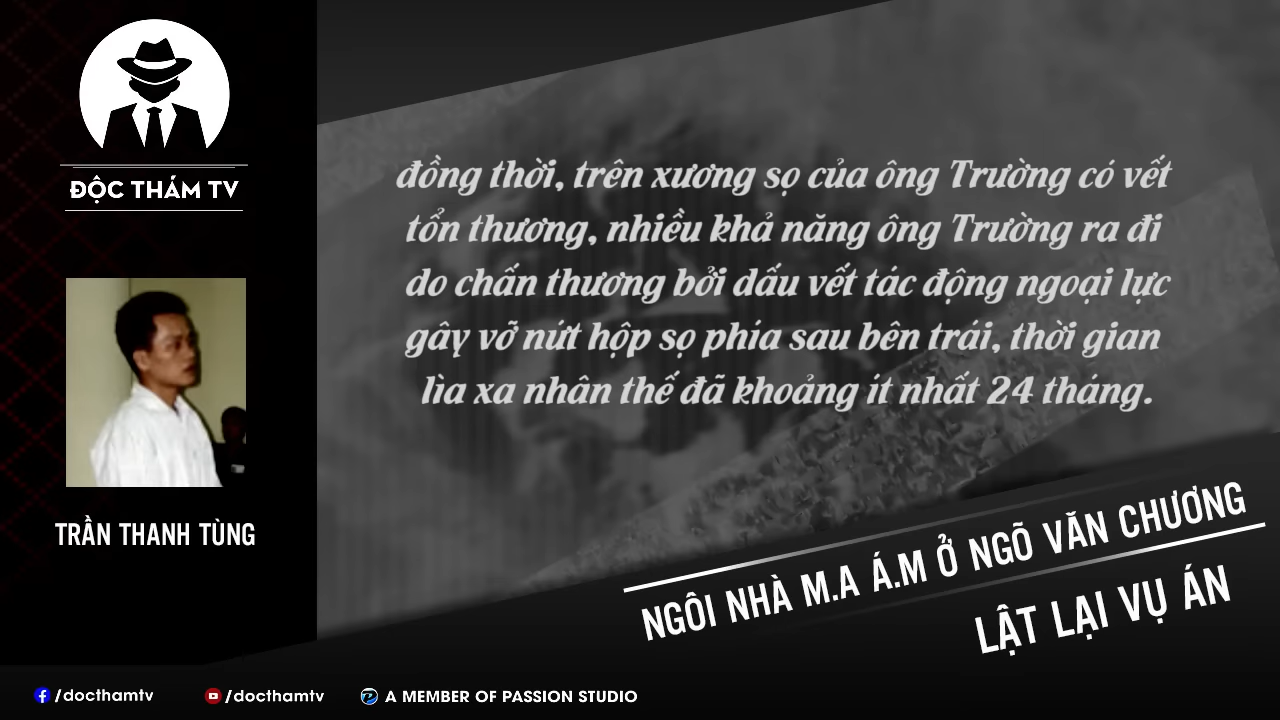 ĐỘC THÁM TV
TRẦN THANH TÙNG
đồng thời, trên xương sọ của ông Trường có vết
tổn thương, nhiều khả năng ông Trường ra đi
do chấn thương bởi dấu vết tác động ngoại lực
gây vỡ nứt hộp sọ phía sau bên trái, thời gian
lìa xa nhân thế đã khoảng ít nhất 24 tháng.
NGÔI NHÀ M.A Á.M Ở NGÕ VĂN CHƯƠNG
LẬT LẠI VỤ ÁN
/docthamtv
/docthamtv
A MEMBER OF PASSION STUDIO